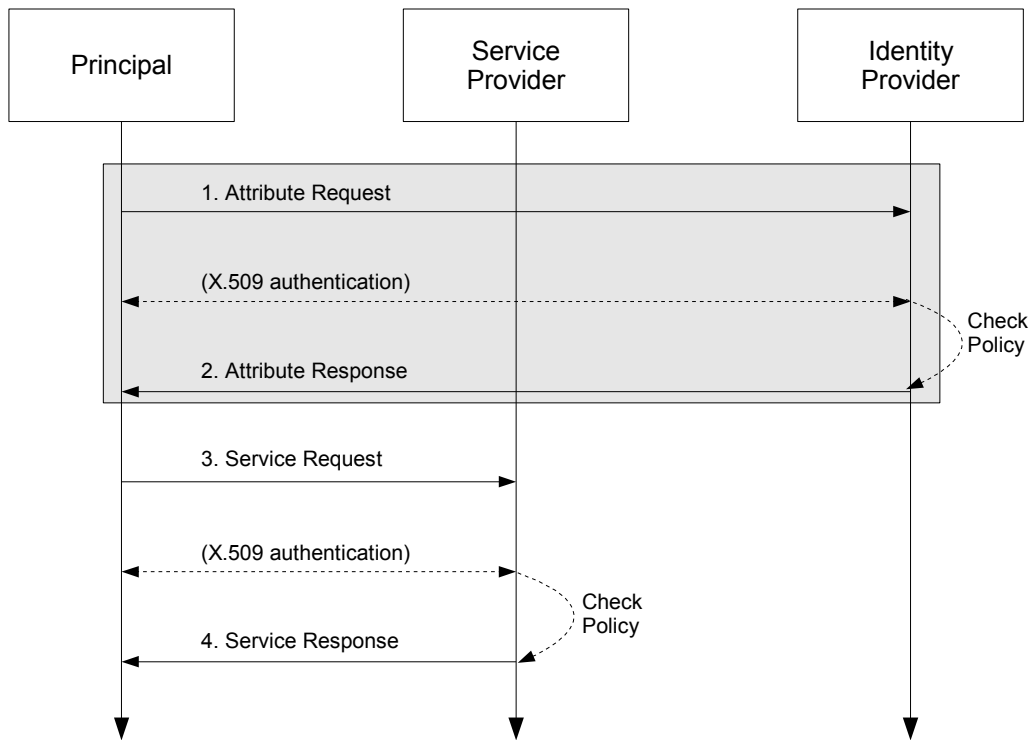 Principal
Service
Provider
Identity
Provider
1. Attribute Request
(X.509 authentication)
Check
Policy
2. Attribute Response
3. Service Request
(X.509 authentication)
Check
Policy
4. Service Response